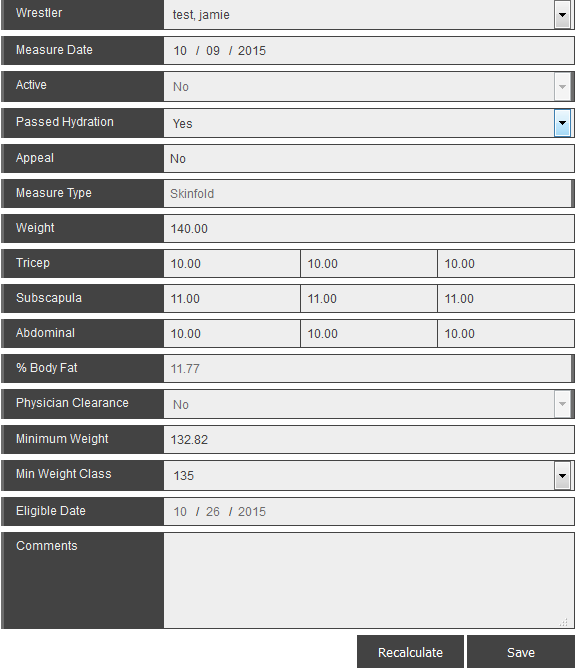 Wrestler test, jamie
Measure Date 10 / 09 / 2015
Active No
Passed Hydration Yes
Appeal No
Measure Type Skinfold
Weight 140.00
Tricep 10.00 10.00 10.00
Subscapula 11.00 11.00 11.00
Abdominal 10.00 10.00 10.00
% Body Fat 11.77
Physician Clearance No
Minimum Weight 132.82
Min Weight Class 135
Eligible Date 10 / 26 / 2015
Comments
Recalculate Save